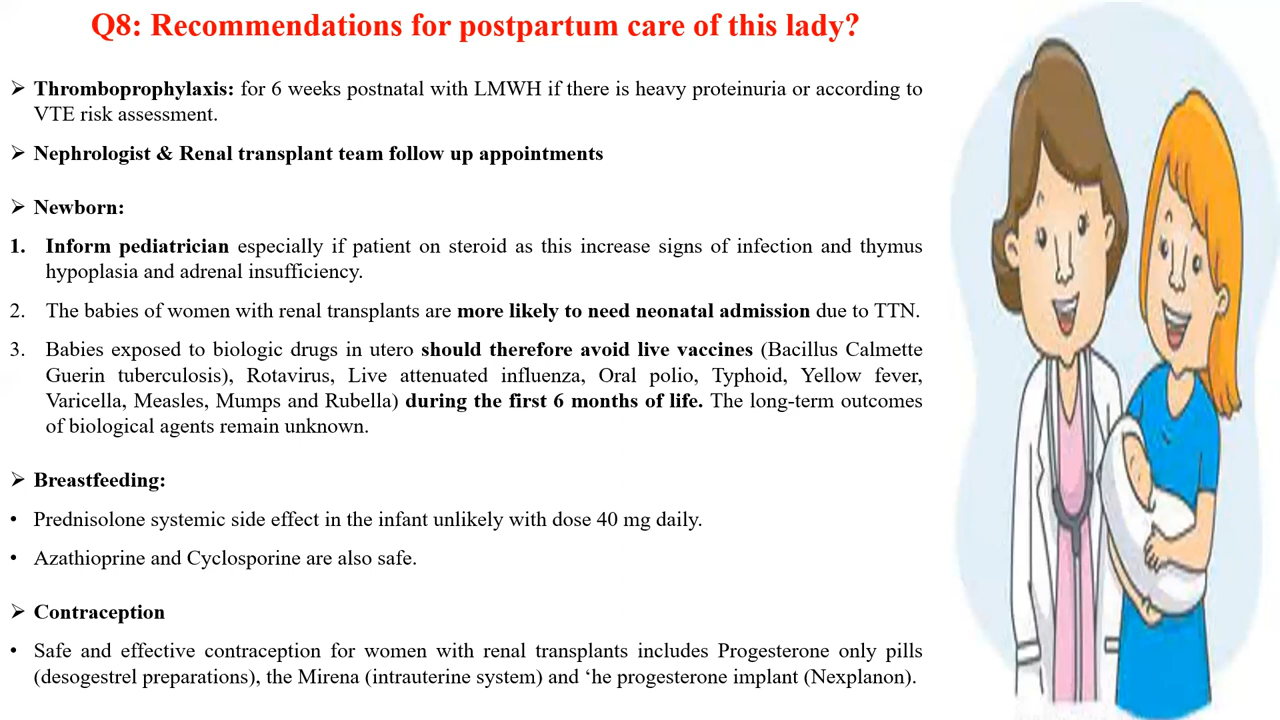 Q8: Recommendations for postpartum care of this lady?
➢ Thromboprophylaxis: for 6 weeks postnatal with LMWH if there is heavy proteinuria or according to
VTE risk assessment.
➢ Nephrologist & Renal transplant team follow up appointments
➢ Newborn:
1. Inform pediatrician especially if patient on steroid as this increase signs of infection and thymus
hypoplasia and adrenal insufficiency.
2. The babies of women with renal transplants are more likely to need neonatal admission due to TTN.
3. Babies exposed to biologic drugs in utero should therefore avoid live vaccines (Bacillus Calmette
Guerin tuberculosis), Rotavirus, Live attenuated influenza, Oral polio, Typhoid, Yellow fever,
Varicella, Measles, Mumps and Rubella) during the first 6 months of life. The long-term outcomes
of biological agents remain unknown.
➢ Breastfeeding:
• Prednisolone systemic side effect in the infant unlikely with dose 40 mg daily.
• Azathioprine and Cyclosporine are also safe.
➢ Contraception
• Safe and effective contraception for women with renal transplants includes Progesterone only pills
(desogestrel preparations), the Mirena (intrauterine system) and ‘he progesterone implant (Nexplanon).